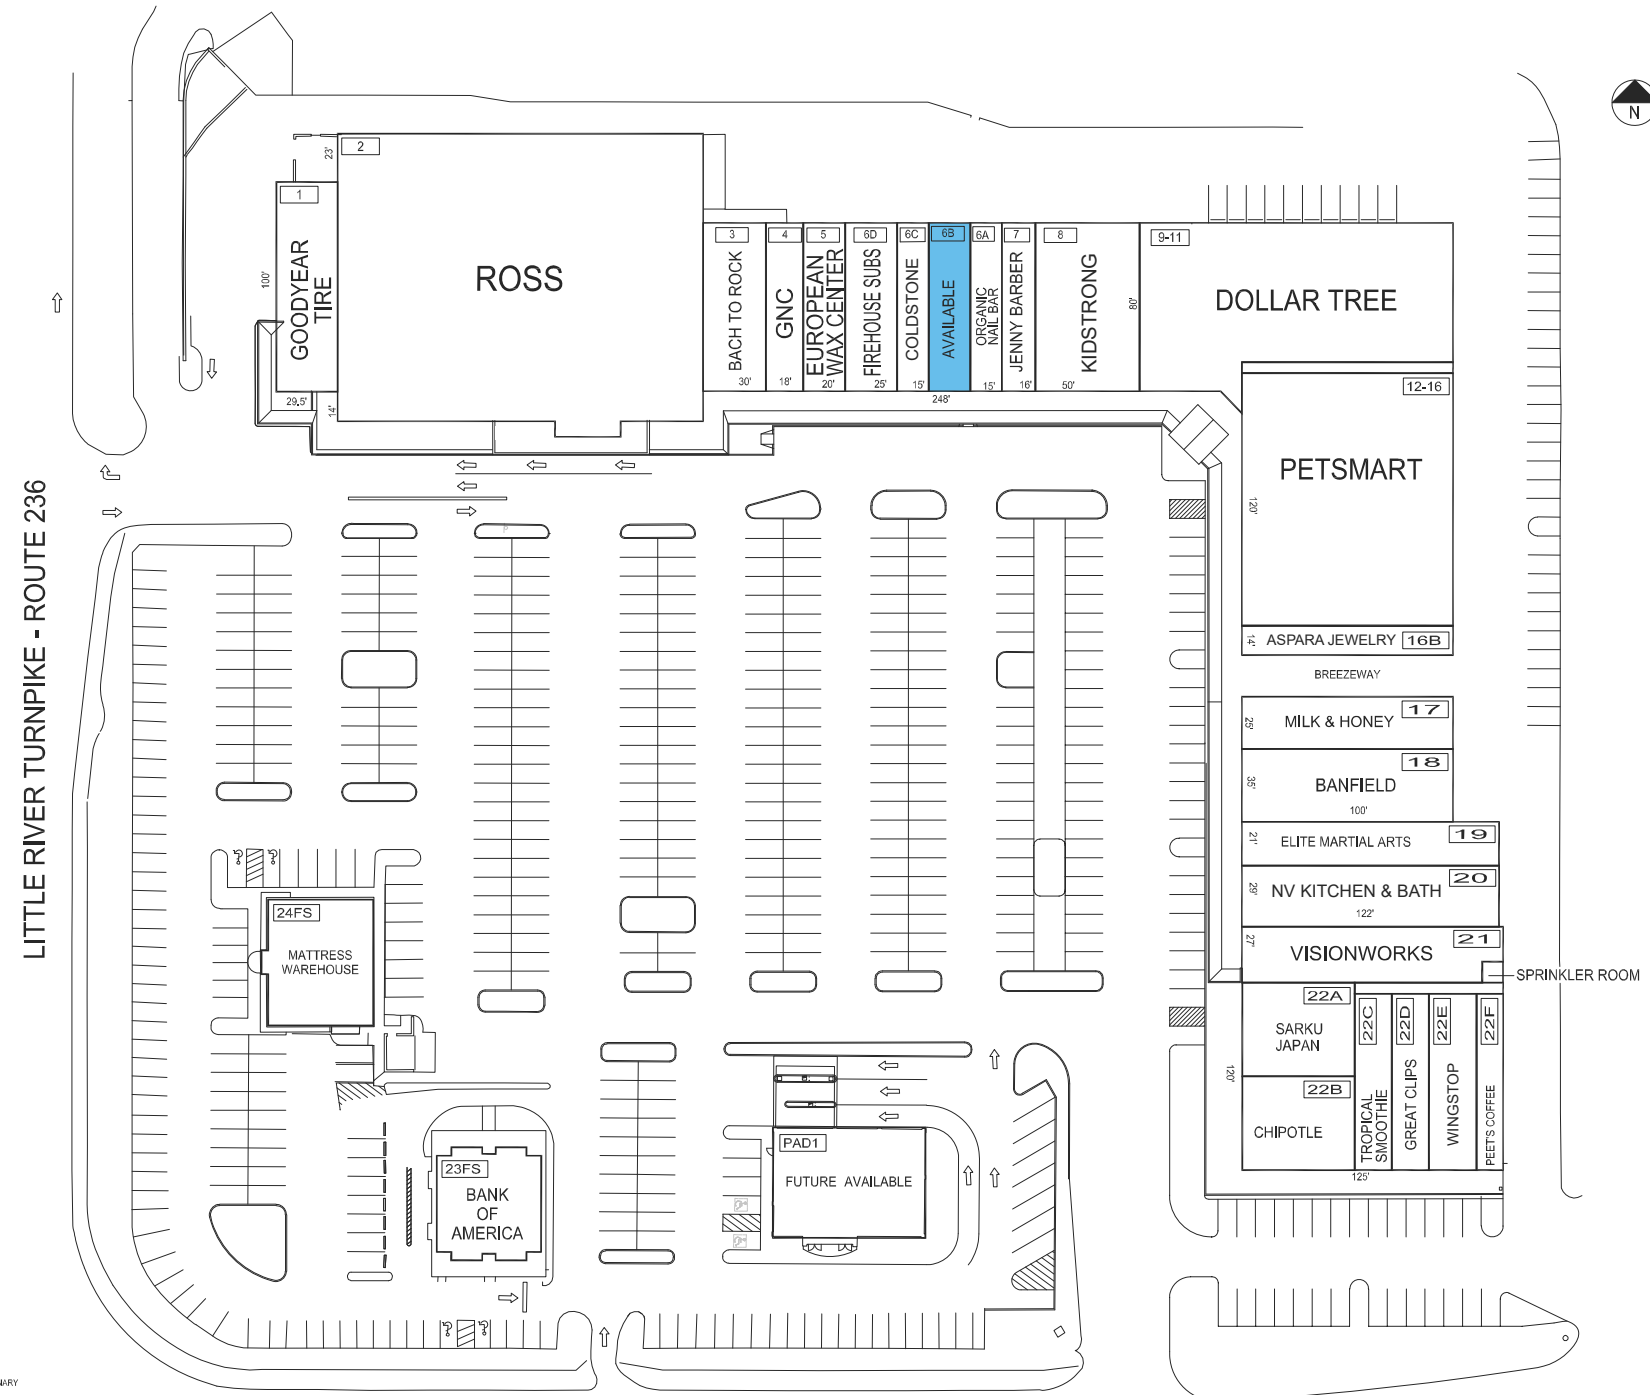 N
2
23'
1
GOODYEAR
TIRE
100'
29.5'
14'
ROSS
3
BACH TO ROCK
30'
4
GNC
18'
5
EUROPEAN
WAX CENTER
20'
6D
FIREHOUSE SUBS
25'
6C
COLDSTONE
15'
6B
AVAILABLE
6A
ORGANIC
NAIL BAR
15'
7
JENNY BARBER
16'
8
KIDSTRONG
50'
80'
9-11
DOLLAR TREE
248'
12-16
PETSMART
120'
14'
ASPARA JEWELRY
16B
BREEZEWAY
17
MILK & HONEY
25'
18
BANFIELD
35'
100'
19
ELITE MARTIAL ARTS
21'
20
NV KITCHEN & BATH
29'
122'
21
VISIONWORKS
27'
SPRINKLER ROOM
22A
SARKU
JAPAN
22B
CHIPOTLE
120'
22C
TROPICAL
SMOOTHIE
22D
GREAT CLIPS
22E
WINGSTOP
22F
PEET'S COFFEE
125'
LITTLE RIVER TURNPIKE - ROUTE 236
24FS
MATTRESS
WAREHOUSE
23FS
BANK
OF
AMERICA
PAD1
FUTURE AVAILABLE